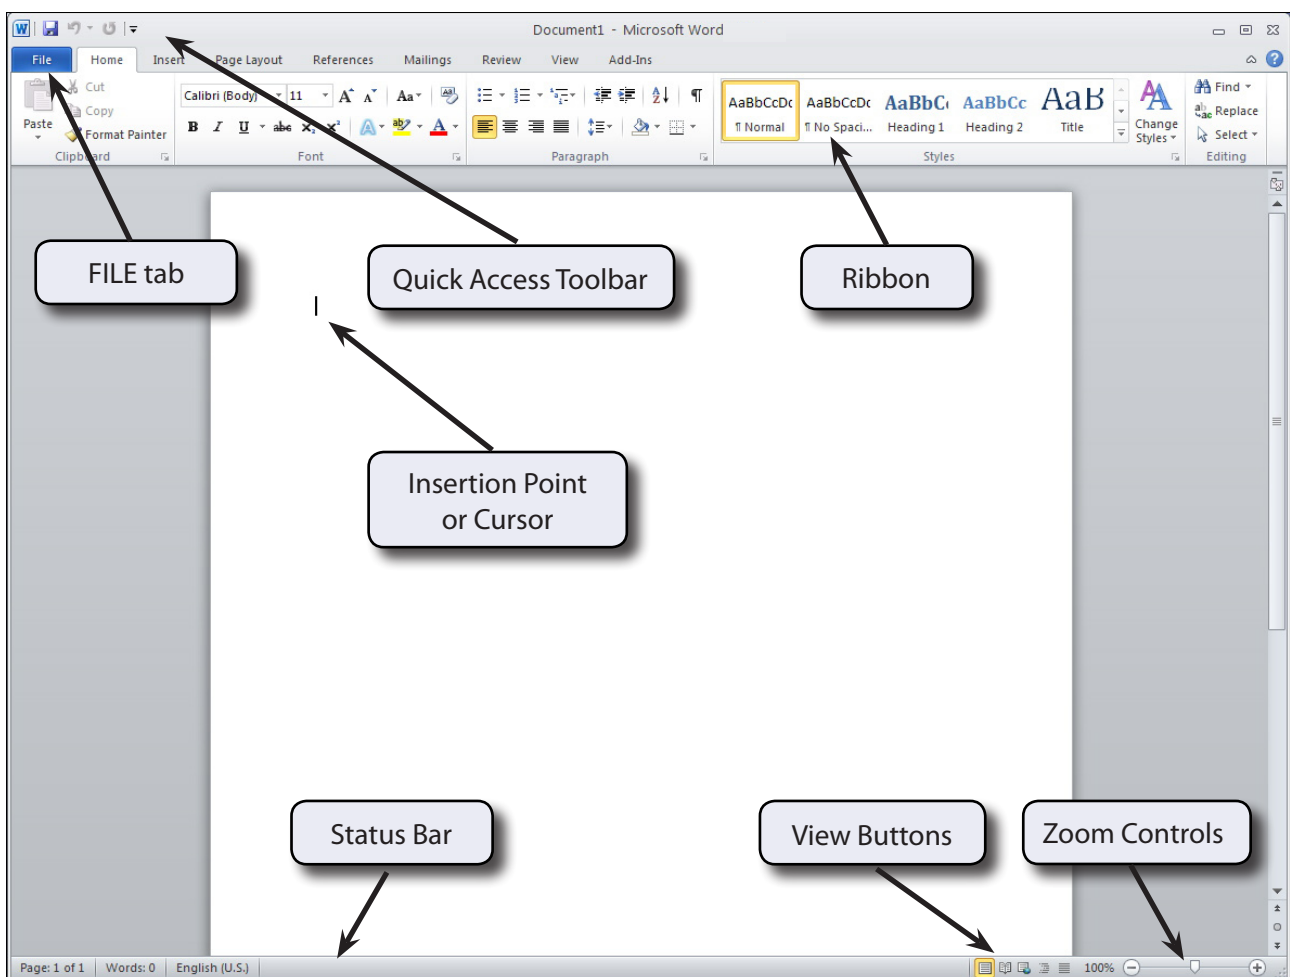 Document1 - Microsoft Word
File Home Insert Page Layout References Mailings Review View Add-Ins
Paste
Cut
Copy
Format Painter
Clipboard
Calibri (Body) 11
Font
Paragraph
AaBbCcDc AaBbCcDc AaBbC AaBbCc AaB
¶ Normal ¶ No Spaci... Heading 1 Heading 2 Title
Styles
Change
Styles
Find
Replace
Select
Editing
FILE tab
Quick Access Toolbar
Ribbon
Insertion Point
or Cursor
Status Bar
View Buttons
Zoom Controls
Page: 1 of 1 Words: 0 English (U.S.) 100%